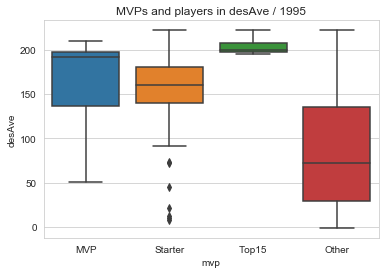 MVPs and players in desAve / 1995
desAve
200
150
100
50
0
MVP Starter Top15 Other
mvp